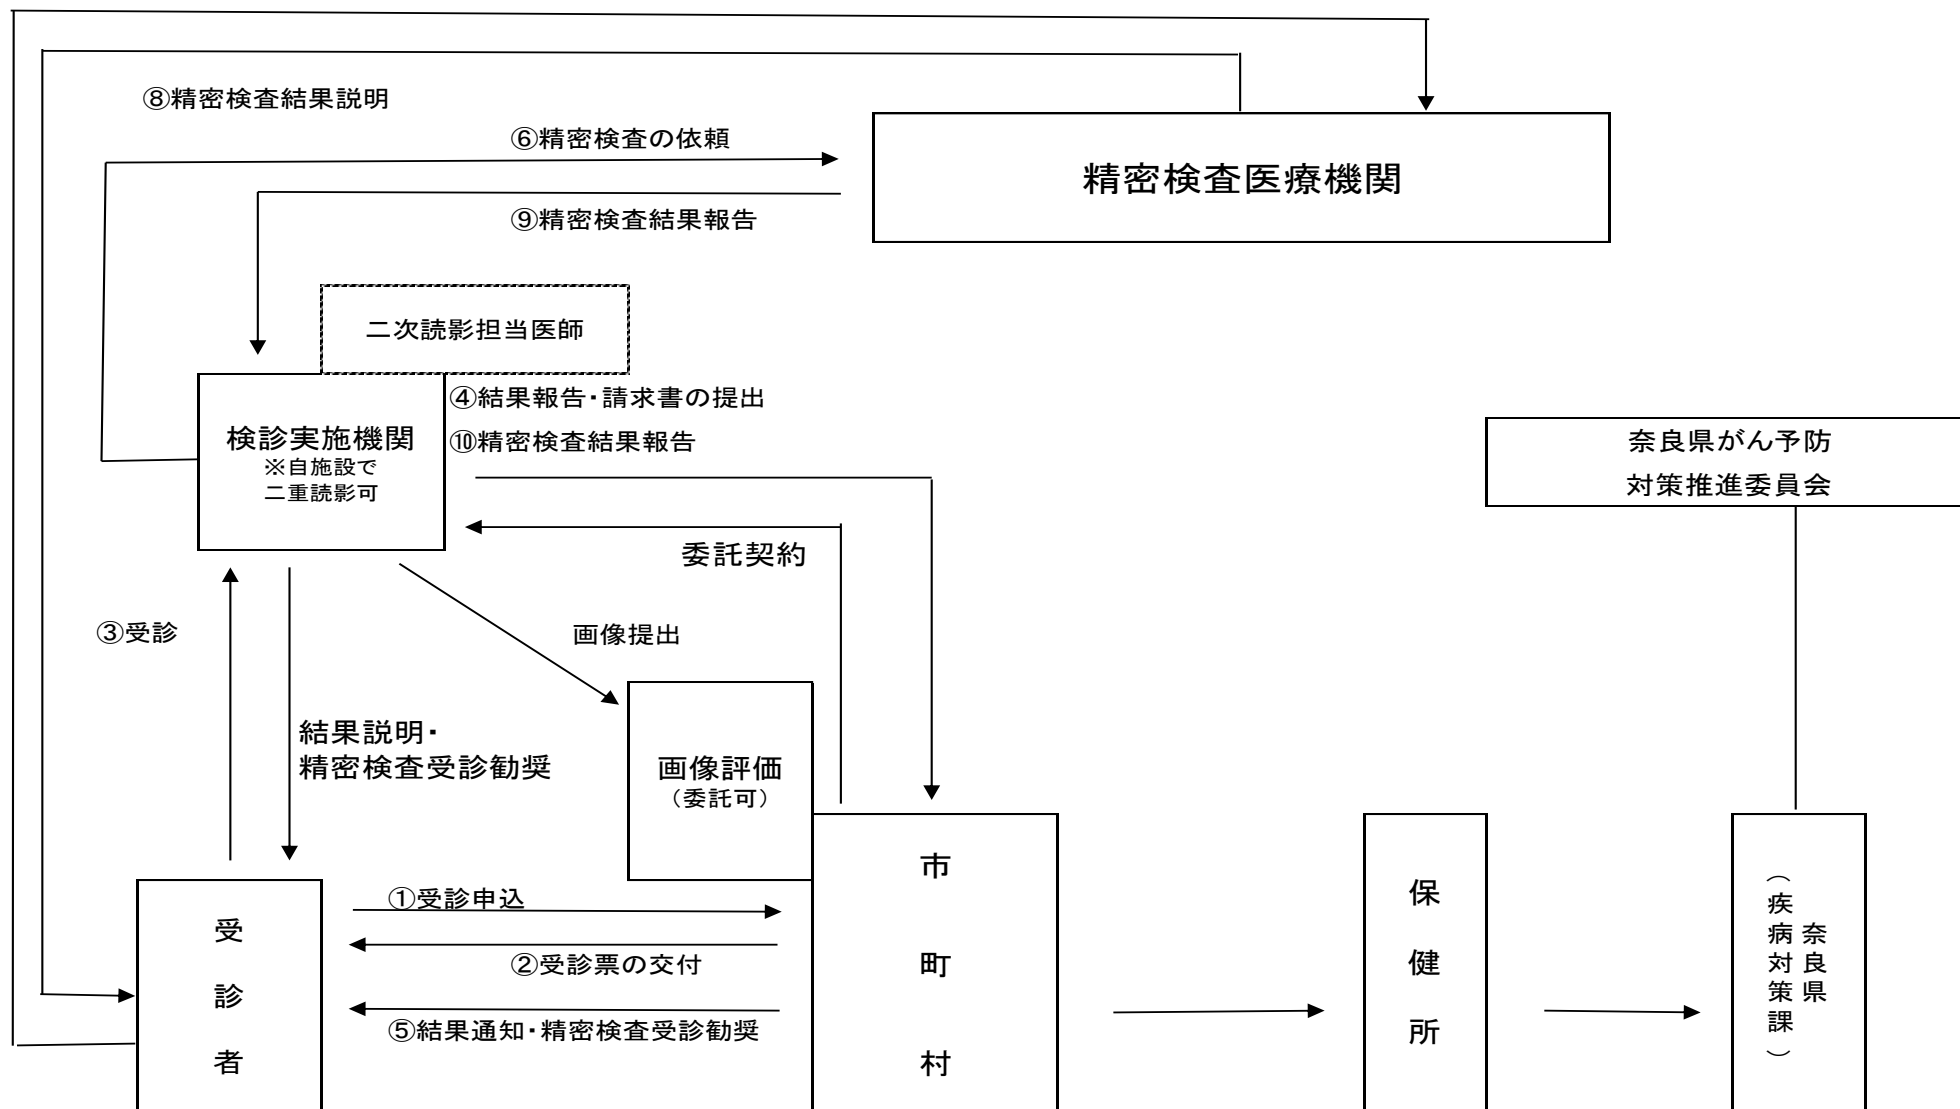 ⑧精密検査結果説明
⑥精密検査の依頼
精密検査医療機関
⑨精密検査結果報告
二次読影担当医師
④結果報告・請求書の提出
検診実施機関
※自施設で
二重読影可
⑩精密検査結果報告
奈良県がん予防
対策推進委員会
委託契約
③受診
画像提出
結果説明・
精密検査受診勧奨
画像評価
（委託可）
①受診申込
②受診票の交付
⑤結果通知・精密検査受診勧奨
受診者
市町村
保健所
奈良県
（疾病対策課）